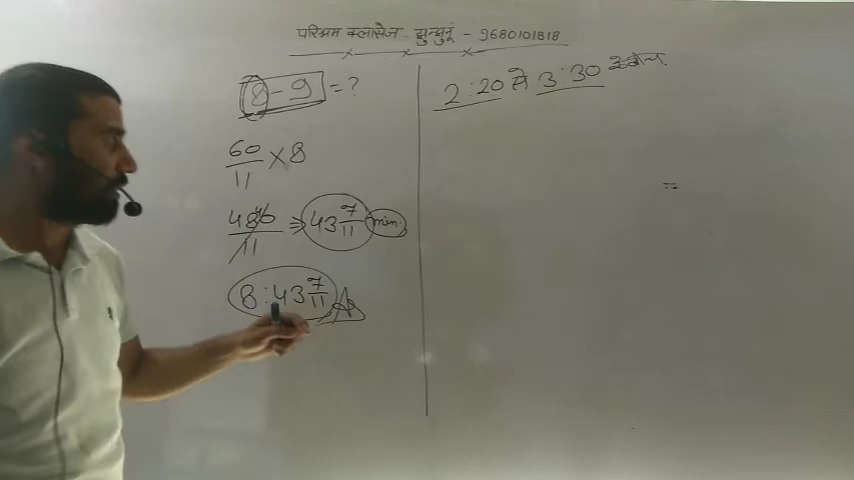 परिश्रम क्लासेज - झुन्झुनूं - 9680101818
8 - 9 = ?
60/11 × 8
480/11 ⇒ 43 7/11 min.
8 : 43 7/11 A
2 : 20 से 3 : 30